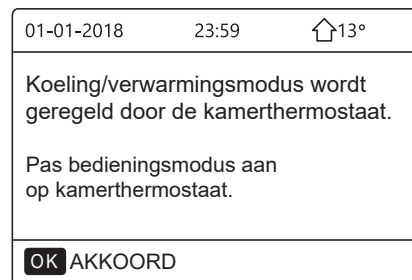 01-01-2018 23:59 13°
Koeling/verwarmingsmodus wordt
geregeld door de kamerthermostaat.
Pas bedieningsmodus aan
op kamerthermostaat.
OK AKKOORD